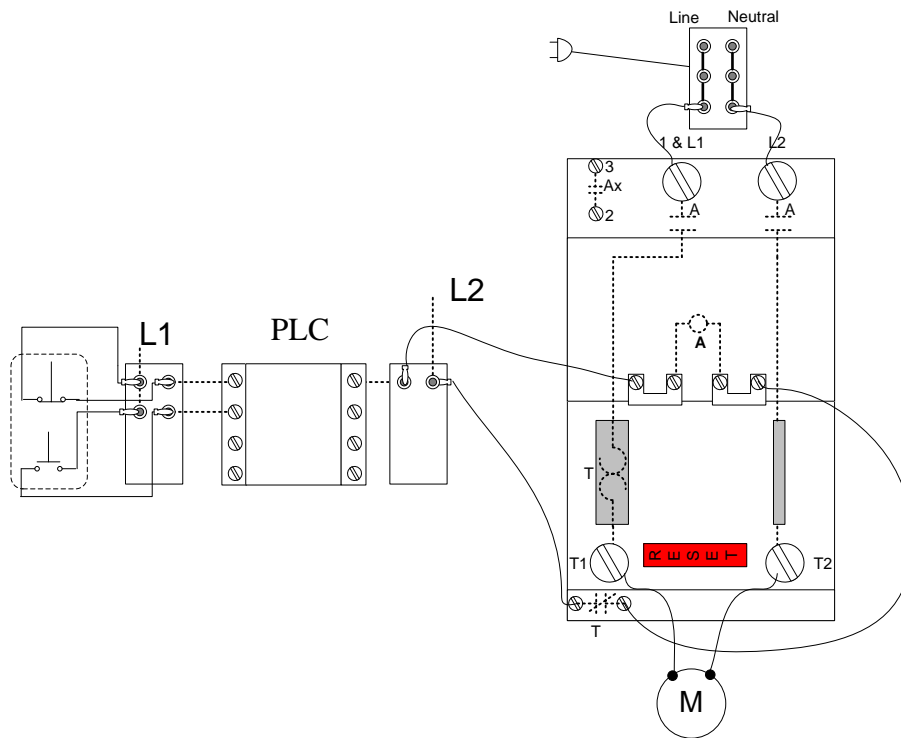 Line Neutral
1 & L1 L2
3
Ax
2
A A
L1
PLC
L2
A
T
T1
RESET
T2
T
M